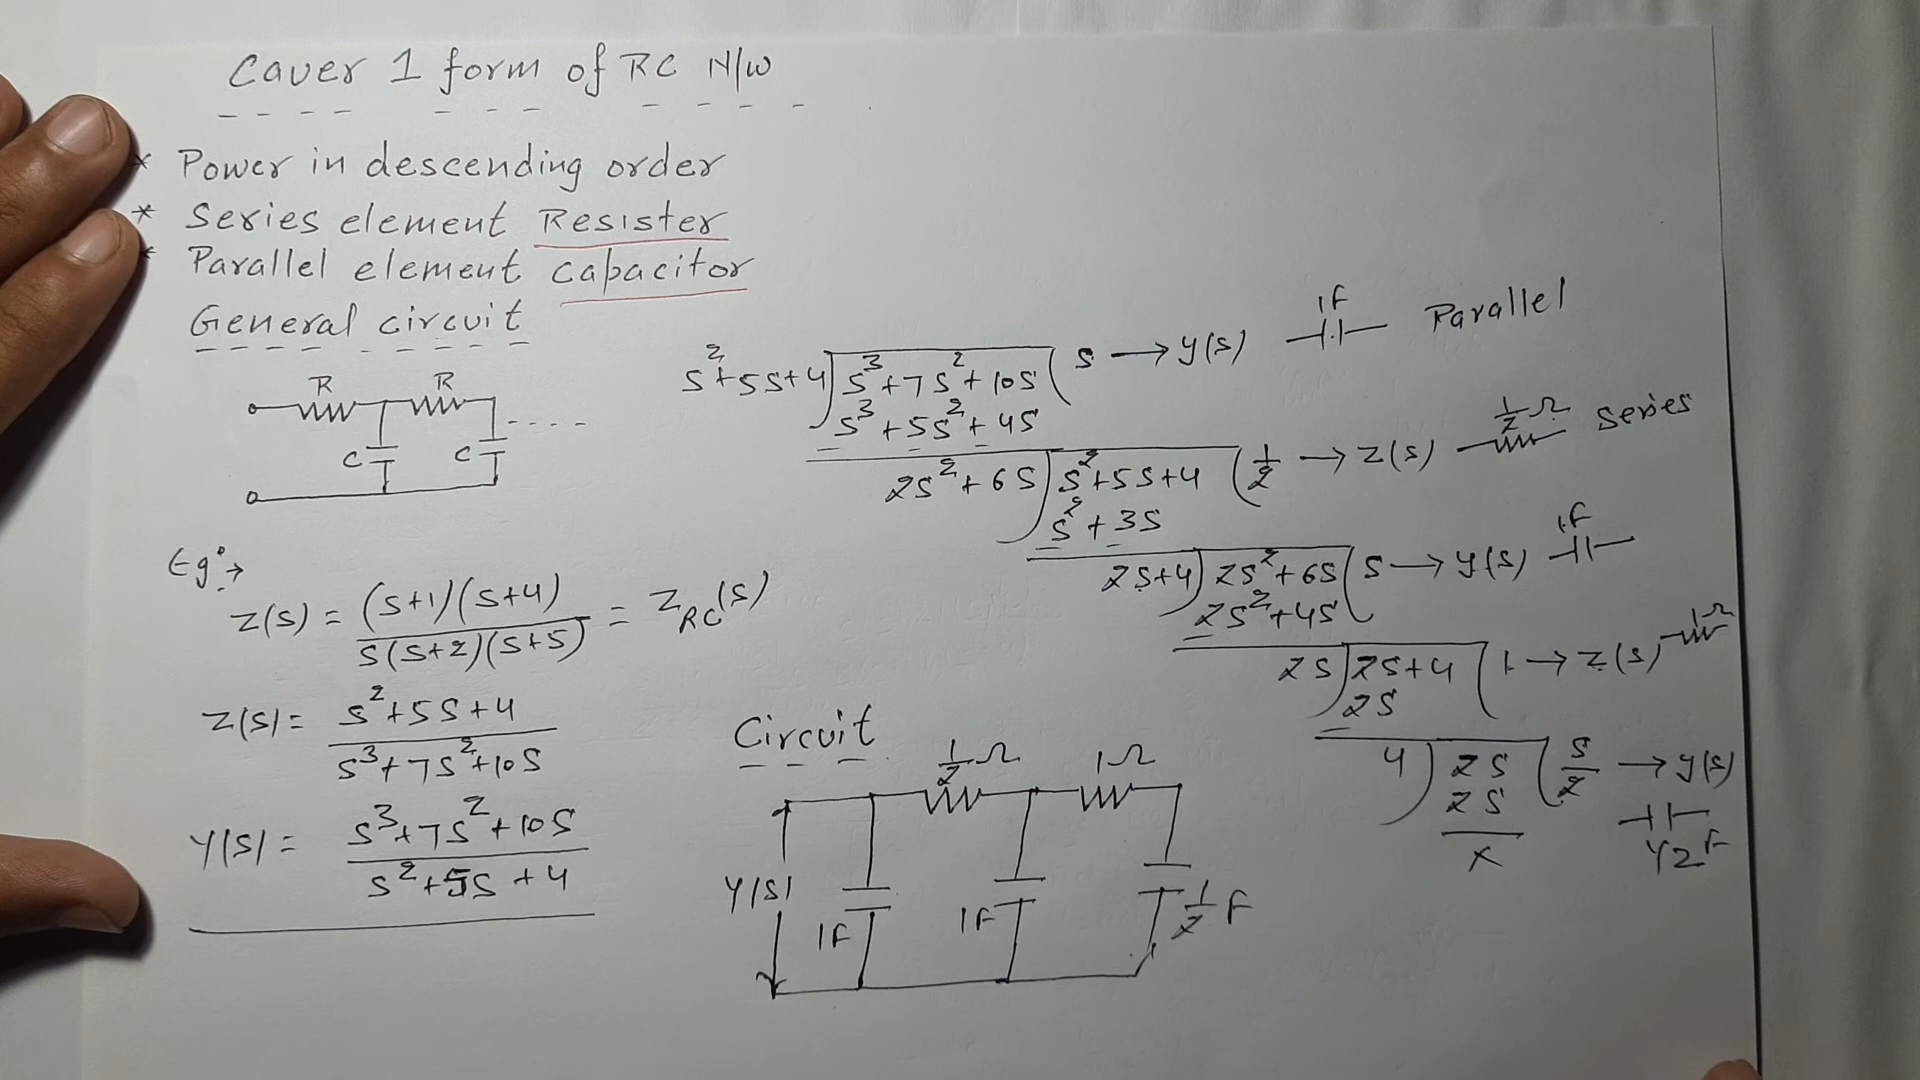 Cauer 1 form of RC N/W
* Power in descending order
* Series element Resister
* Parallel element capacitor
General circuit
R R
C C
Eg:→
Z(s) = (s+1)(s+4) / s(s+2)(s+5) = Z_RC(s)
Z(s) = s²+5s+4 / s³+7s²+10s
Y(s) = s³+7s²+10s / s²+5s+4
s²+5s+4) s³+7s²+10s ( s → y(s) 1F Parallel
s³+5s²+4s
2s²+6s) s²+5s+4 ( 1/2 → z(s) 1/2 Ω Series
s²+3s
2s+4) 2s²+6s ( s → y(s) 1F
2s²+4s
2s) 2s+4 ( 1 → z(s) 1Ω
2s
4) 2s ( s/2 → y(s)
2s 1/2 F
x
Circuit
1/2 Ω 1Ω
Y(s) 1F 1F 1/2 F